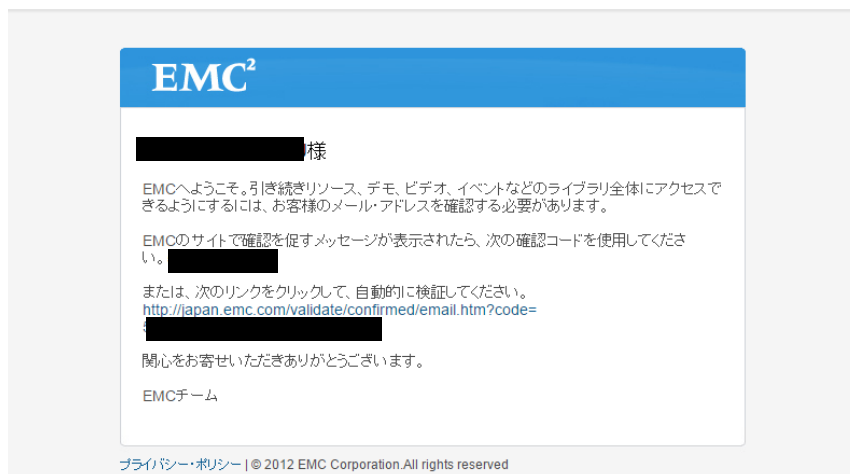 EMC²
様
EMCへようこそ。引き続きリソース、デモ、ビデオ、イベントなどのライブラリ全体にアクセスで
きるようにするには、お客様のメール・アドレスを確認する必要があります。
EMCのサイトで確認を促すメッセージが表示されたら、次の確認コードを使用してくださ
い。
または、次のリンクをクリックして、自動的に検証してください。
http://japan.emc.com/validate/confirmed/email.htm?code=
関心をお寄せいただきありがとうございます。
EMCチーム
プライバシー・ポリシー | © 2012 EMC Corporation.All rights reserved